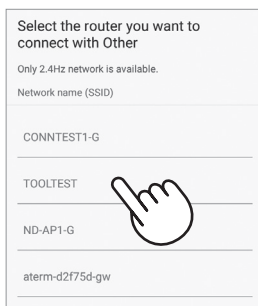 Select the router you want to
connect with Other
Only 2.4Hz network is available.
Network name (SSID)
CONNTEST1-G
TOOLTEST
ND-AP1-G
aterm-d2f75d-gw